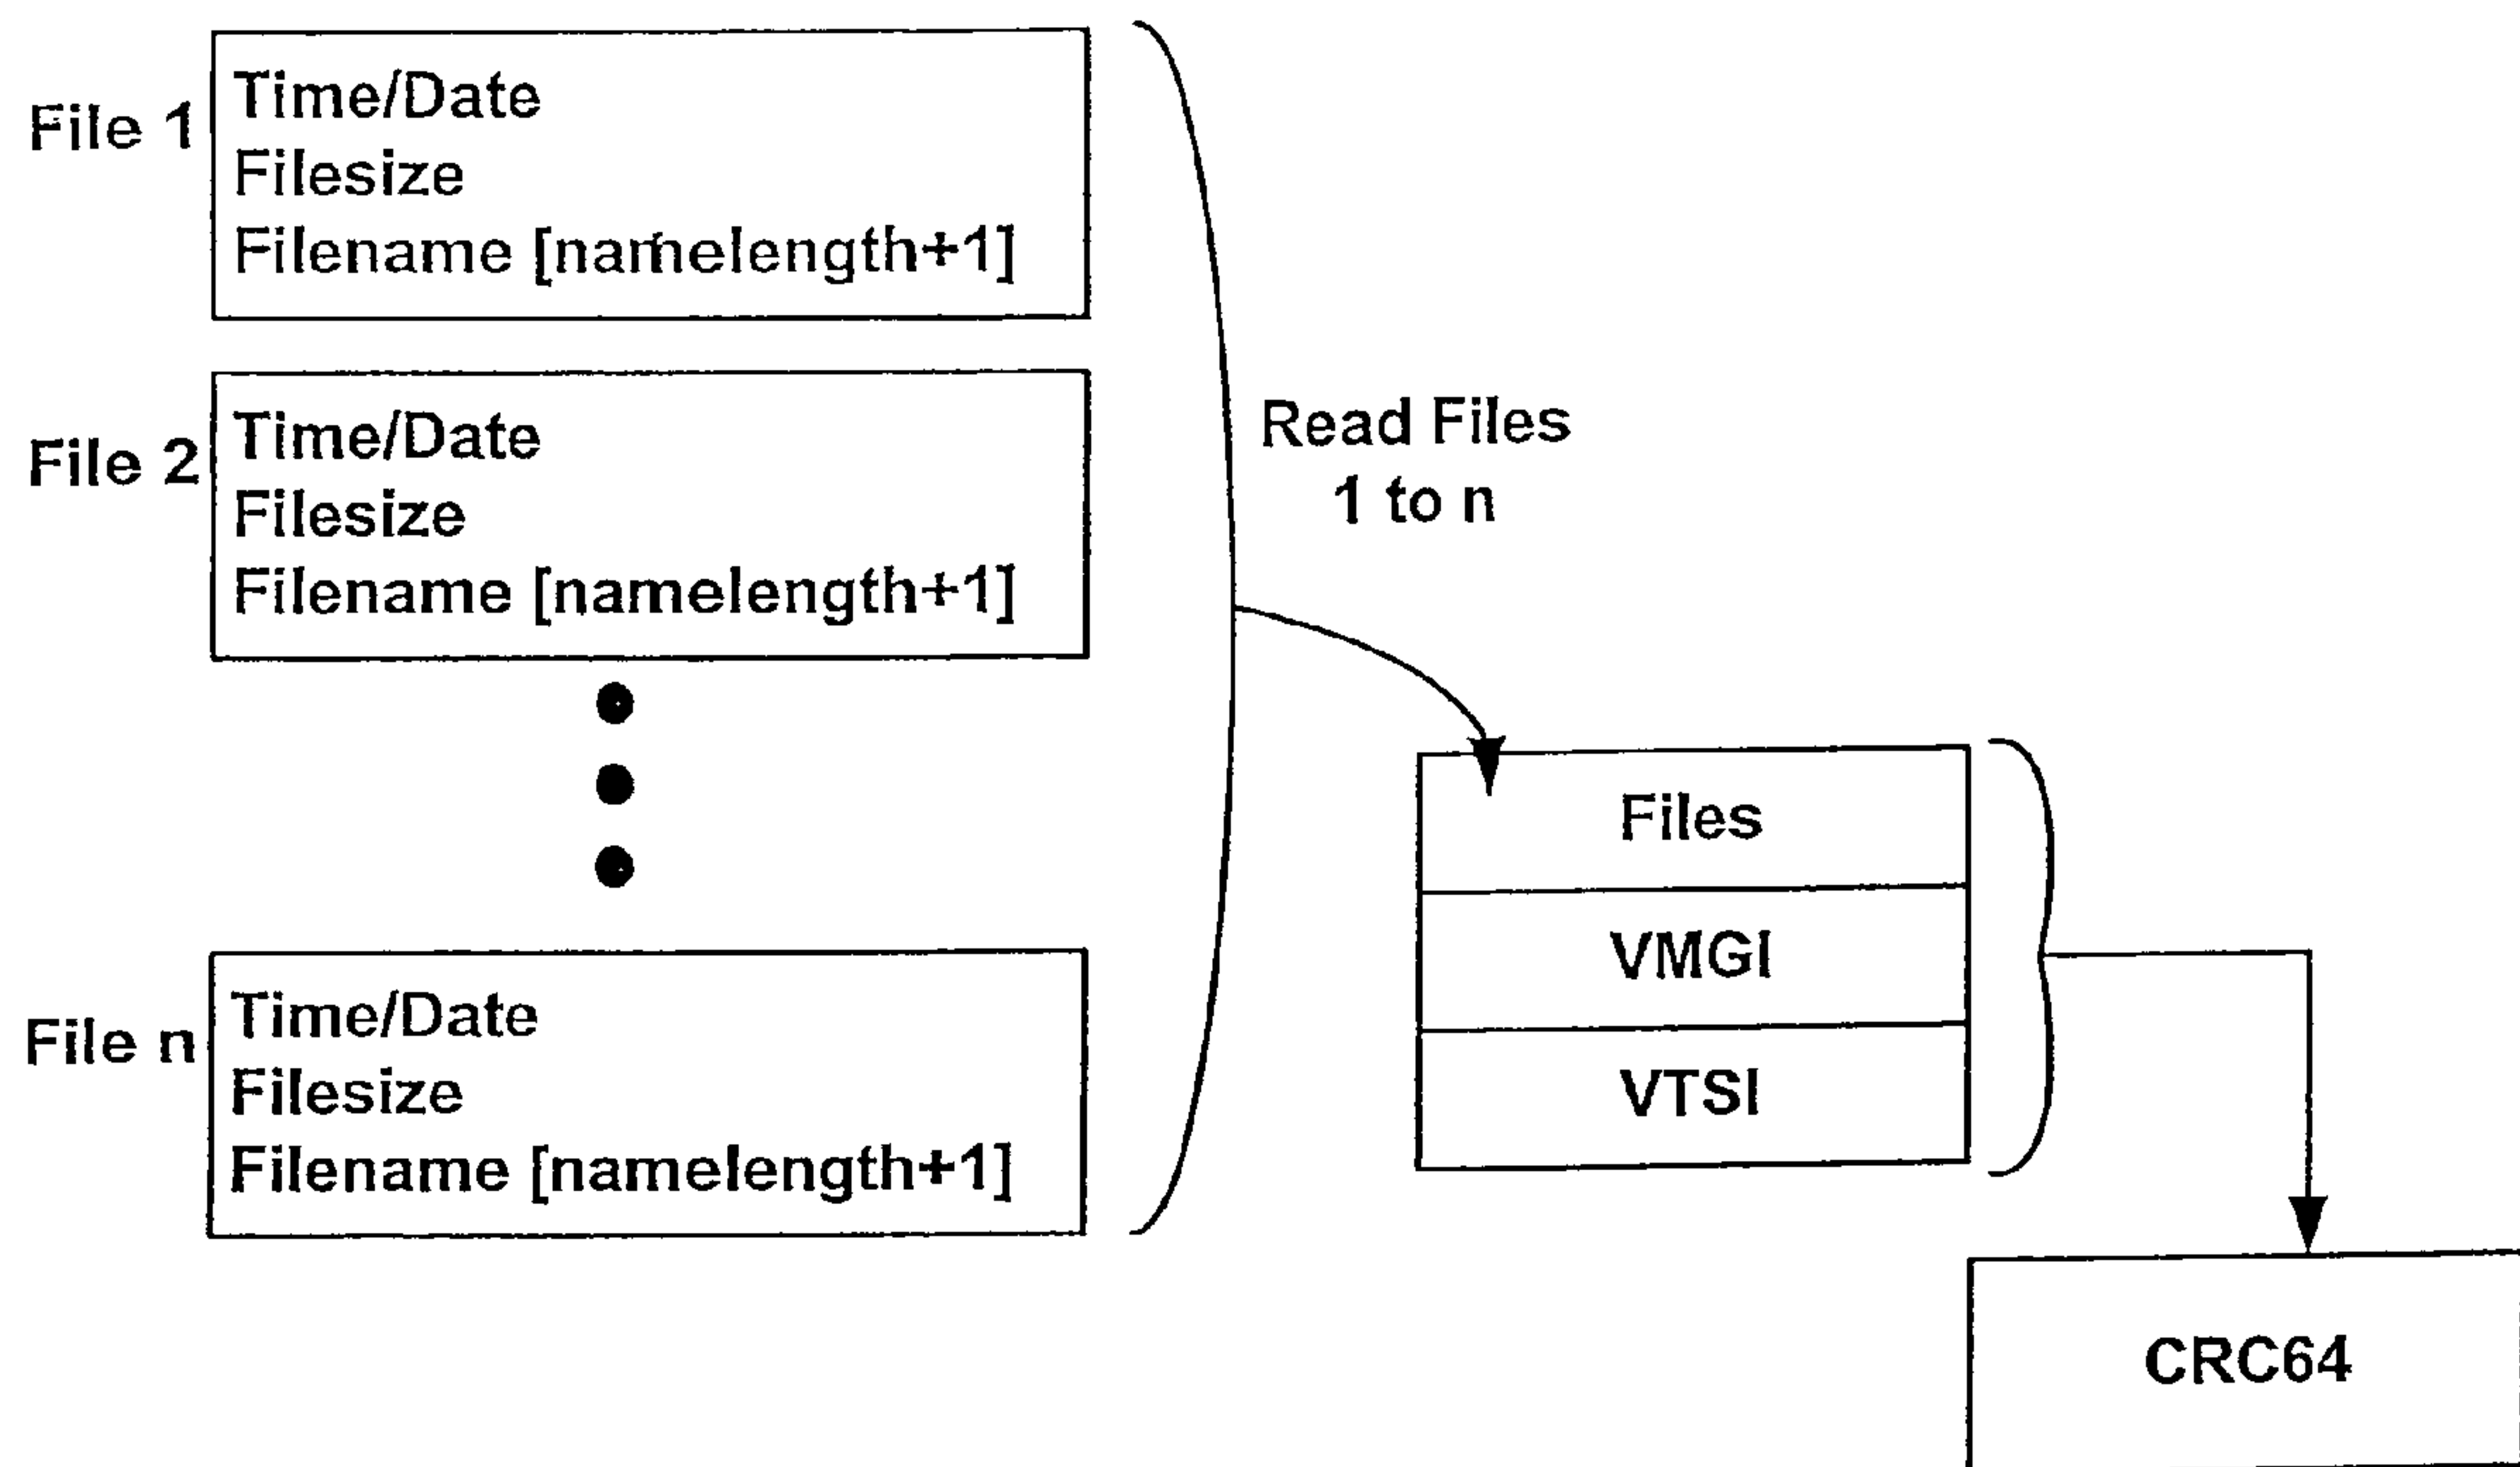 File 1
Time/Date
Filesize
Filename [namelength+1]
File 2
Time/Date
Filesize
Filename [namelength+1]
Read Files
1 to n
File n
Time/Date
Filesize
Filename [namelength+1]
Files
VMGI
VTSI
CRC64